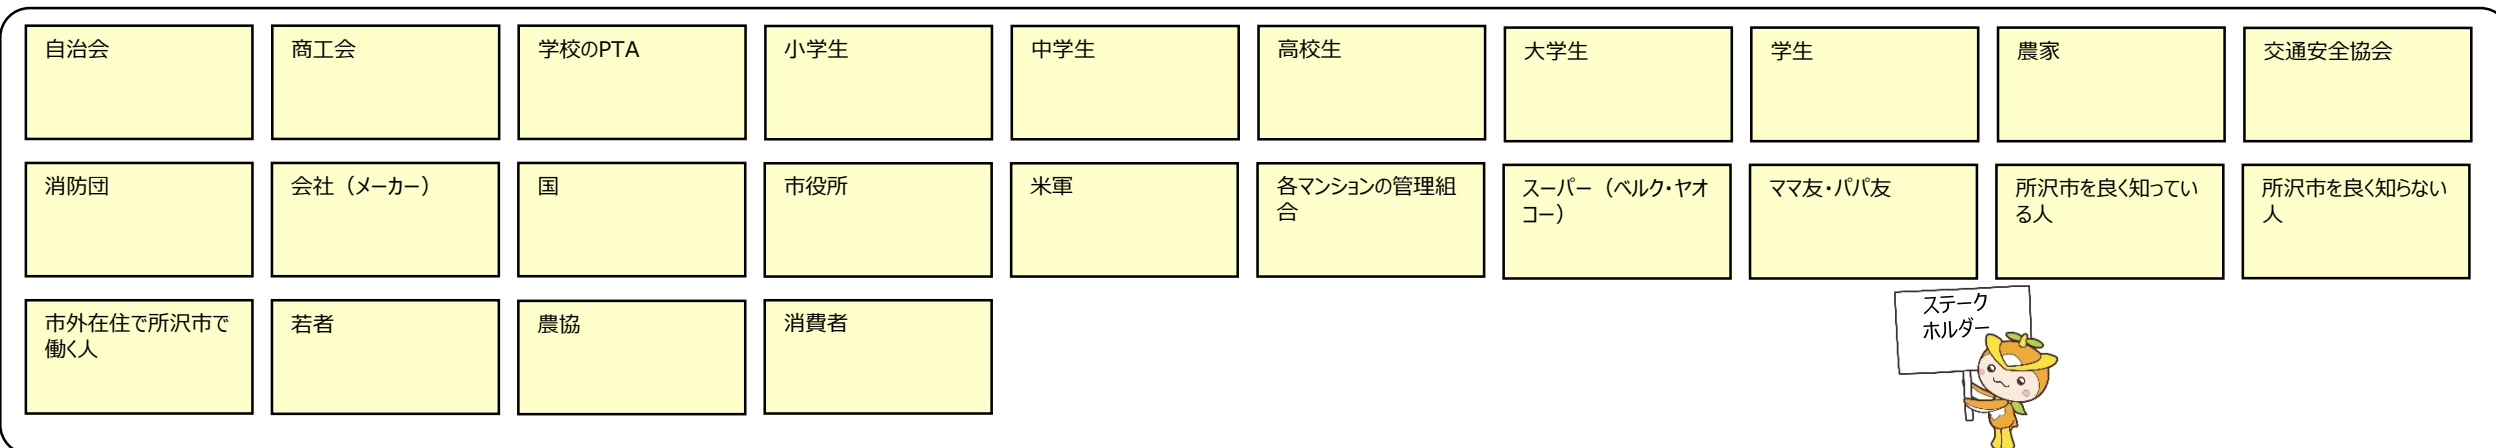 自治会
商工会
学校のPTA
小学生
中学生
高校生
大学生
学生
農家
交通安全協会
消防団
会社（メーカー）
国
市役所
米軍
各マンションの管理組
合
スーパー（ベルク・ヤオ
コー）
ママ友・パパ友
所沢市を良く知ってい
る人
所沢市を良く知らない
人
市外在住で所沢市で
働く人
若者
農協
消費者
ステーク
ホルダー